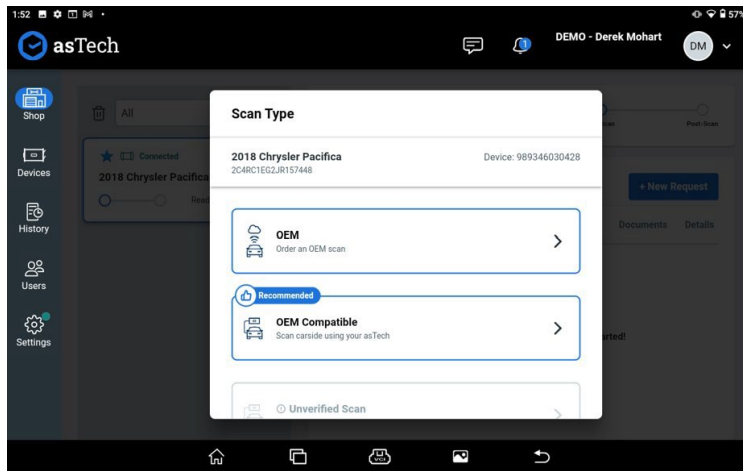 1:52
57%
asTech
1
DEMO - Derek Mohart
DM
Shop
Devices
History
Users
Settings
All
Connected
2018 Chrysler Pacifica
Scan Type
2018 Chrysler Pacifica
Device: 989346030428
2C4RC1EG2JR157448
OEM
Order an OEM scan
Recommended
OEM Compatible
Scan carside using your asTech
Unverified Scan
Post-Scan
+ New Request
Documents
Details
VCI